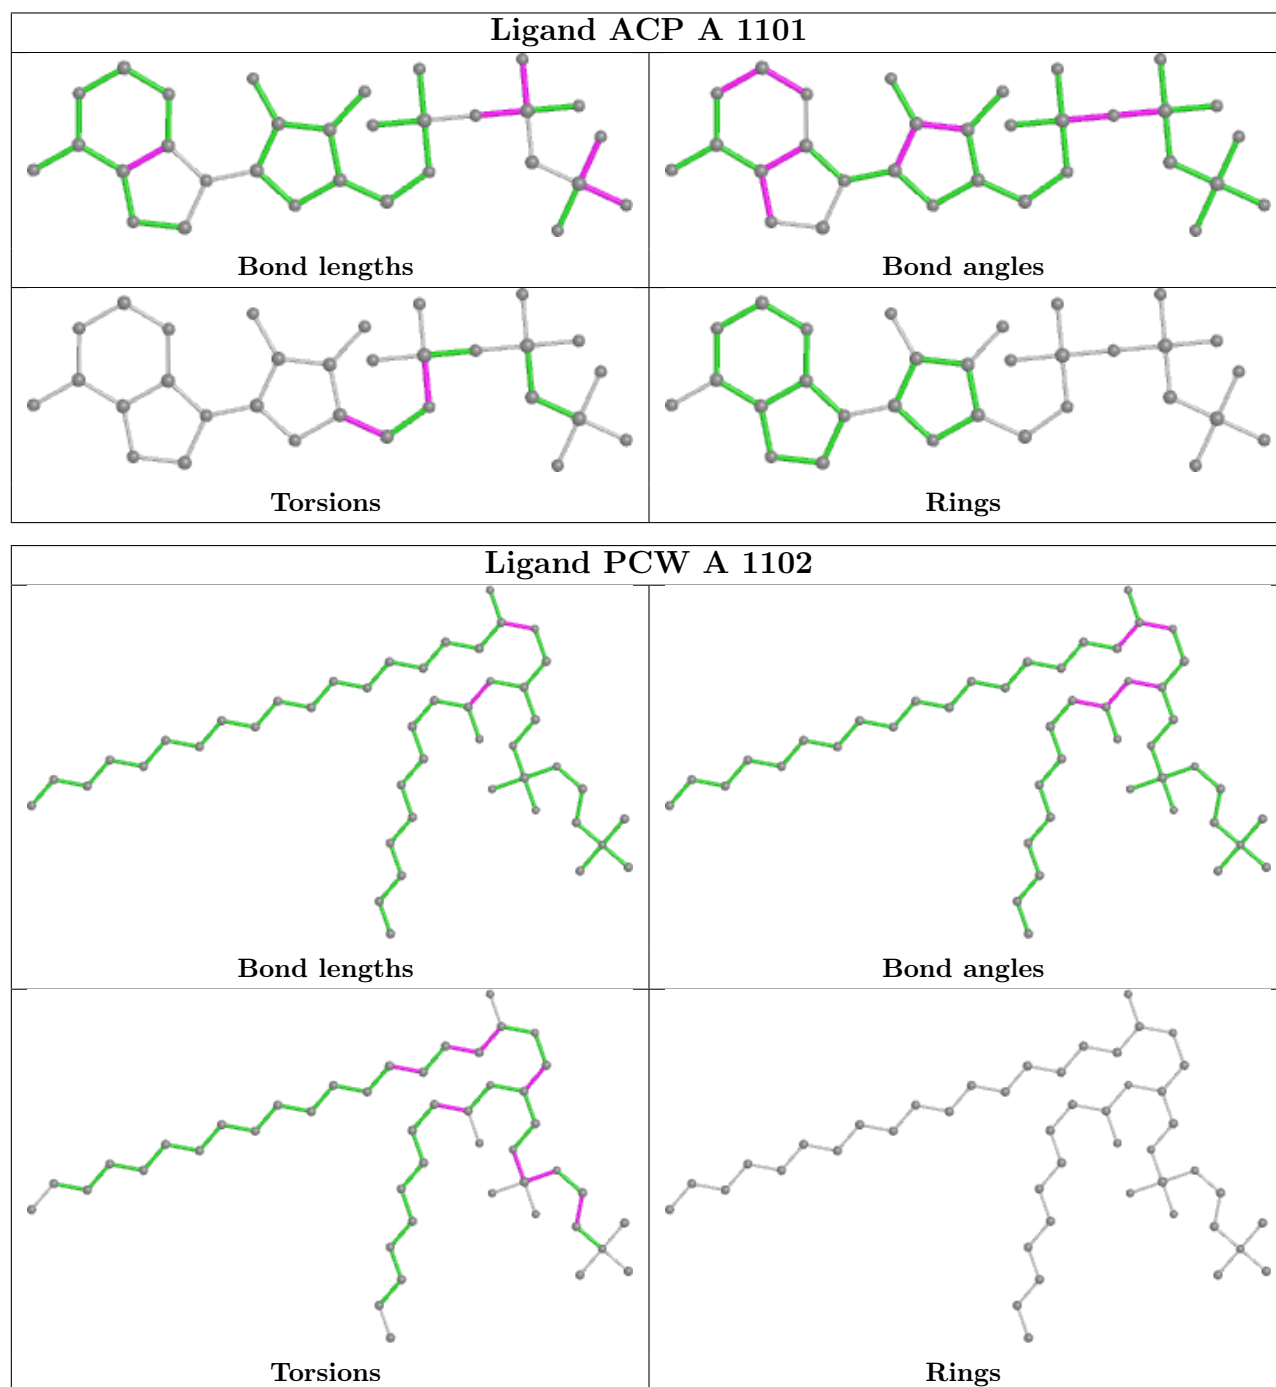 Ligand ACP A 1101
Bond lengths
Bond angles
Torsions
Rings
Ligand PCW A 1102
Bond lengths
Bond angles
Torsions
Rings